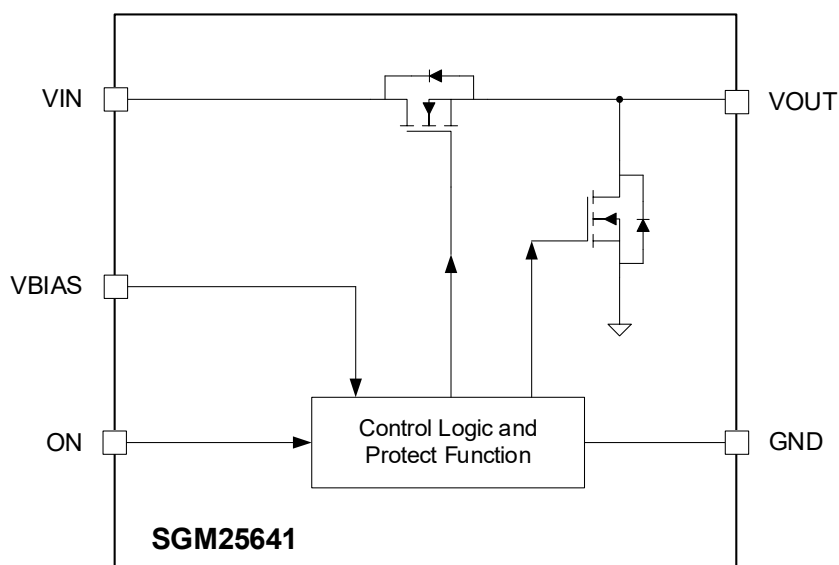 VIN
VOUT
VBIAS
ON
Control Logic and
Protect Function
GND
SGM25641